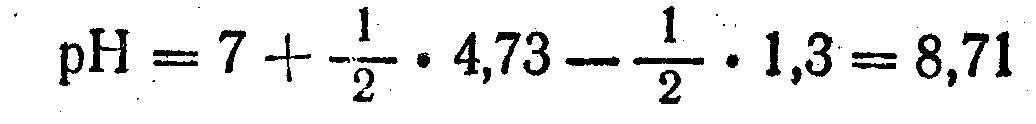 pH = 7 + 1/2 · 4,73 — 1/2 · 1,3 = 8,71